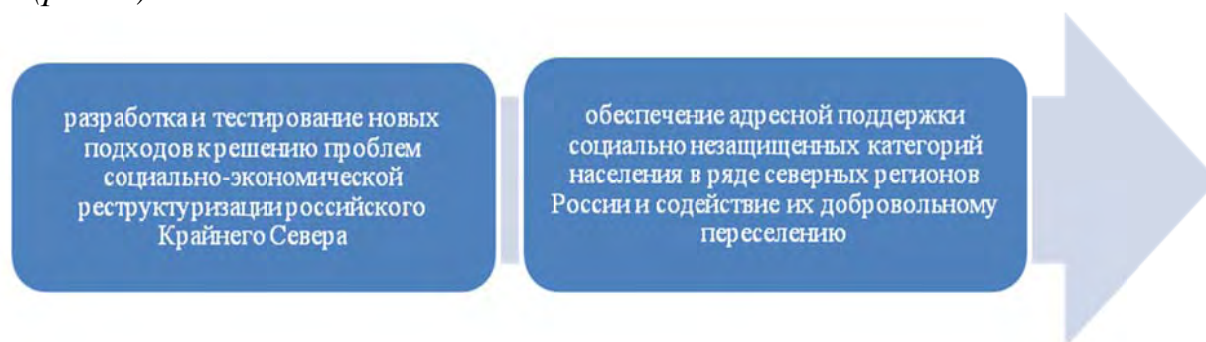 разработка и тестирование новых
подходов к решению проблем
социально-экономической
реструктуризации российского
Крайнего Севера
обеспечение адресной поддержки
социально незащищенных категорий
населения в ряде северных регионов
России и содействие их добровольному
переселению